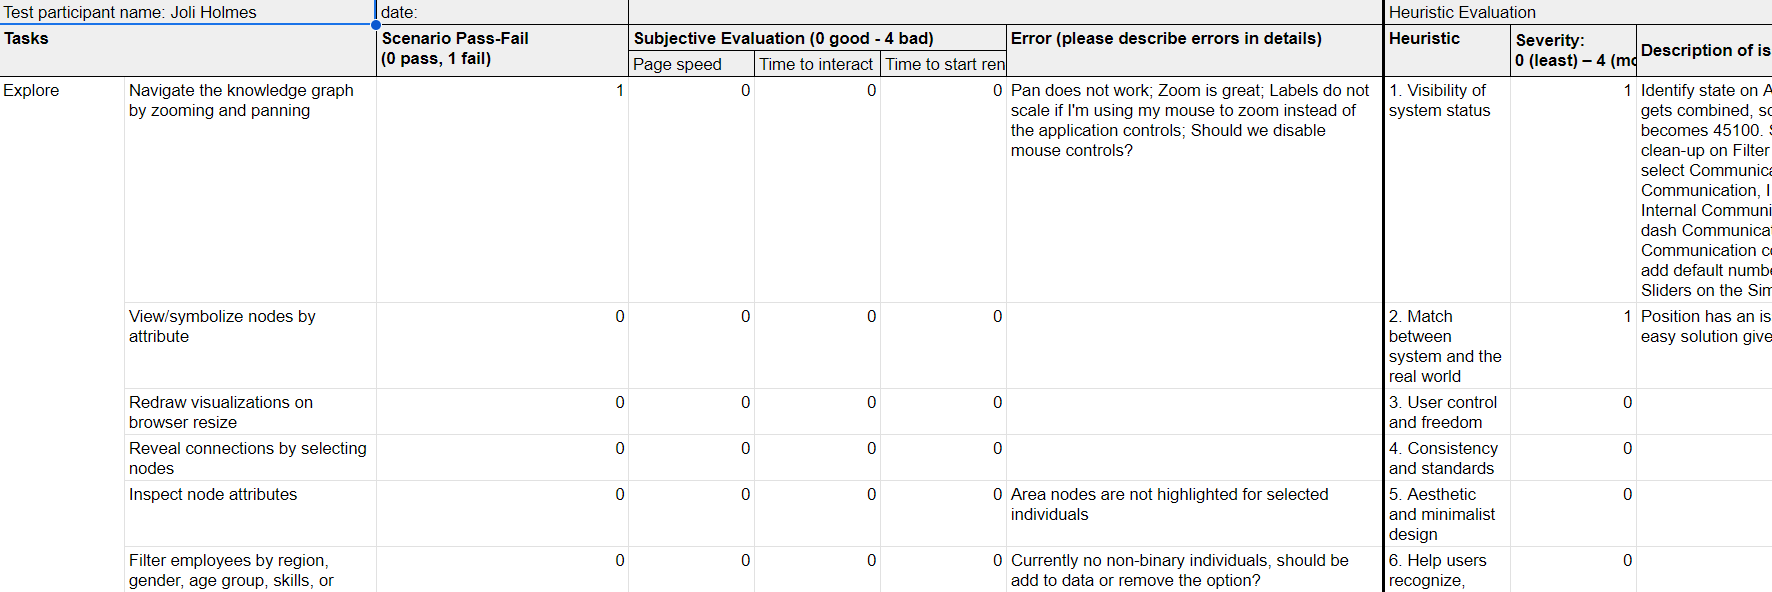 Test participant name: Joli Holmes
date:
Heuristic Evaluation
Tasks
Scenario Pass-Fail
(0 pass, 1 fail)
Subjective Evaluation (0 good - 4 bad)
Page speed
Time to interact
Time to start ren
Error (please describe errors in details)
Heuristic
Severity:
0 (least) – 4 (mo
Description of is
Explore
Navigate the knowledge graph
by zooming and panning
1
0
0
0
Pan does not work; Zoom is great; Labels do not
scale if I'm using my mouse to zoom instead of
the application controls; Should we disable
mouse controls?
1. Visibility of
system status
1
Identify state on A
gets combined, so
becomes 45100. S
clean-up on Filter
select Communica
Communication, I
Internal Communi
dash Communicat
Communication co
add default numbe
Sliders on the Sim
View/symbolize nodes by
attribute
0
0
0
0
2. Match
between
system and the
real world
1
Position has an is
easy solution give
Redraw visualizations on
browser resize
0
0
0
0
3. User control
and freedom
0
Reveal connections by selecting
nodes
0
0
0
0
4. Consistency
and standards
0
Inspect node attributes
0
0
0
0
Area nodes are not highlighted for selected
individuals
5. Aesthetic
and minimalist
design
0
Filter employees by region,
gender, age group, skills, or
0
0
0
0
Currently no non-binary individuals, should be
add to data or remove the option?
6. Help users
recognize,
0